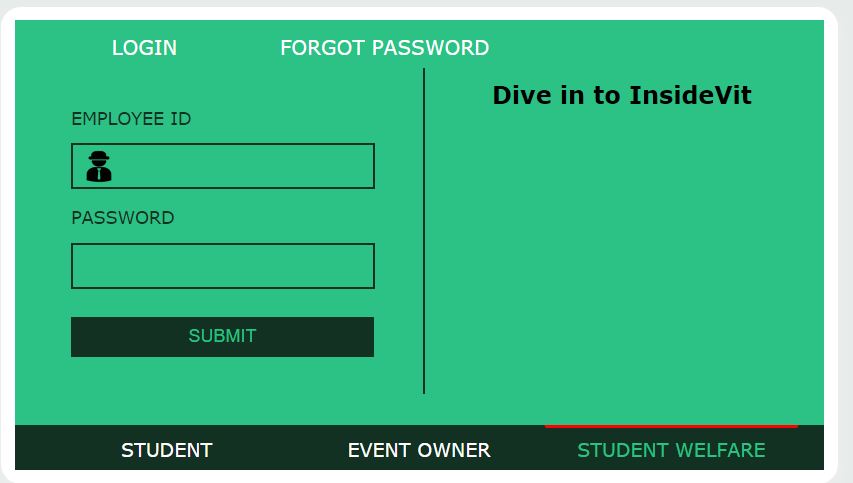 LOGIN FORGOT PASSWORD
Dive in to InsideVit
EMPLOYEE ID
PASSWORD
SUBMIT
STUDENT EVENT OWNER STUDENT WELFARE